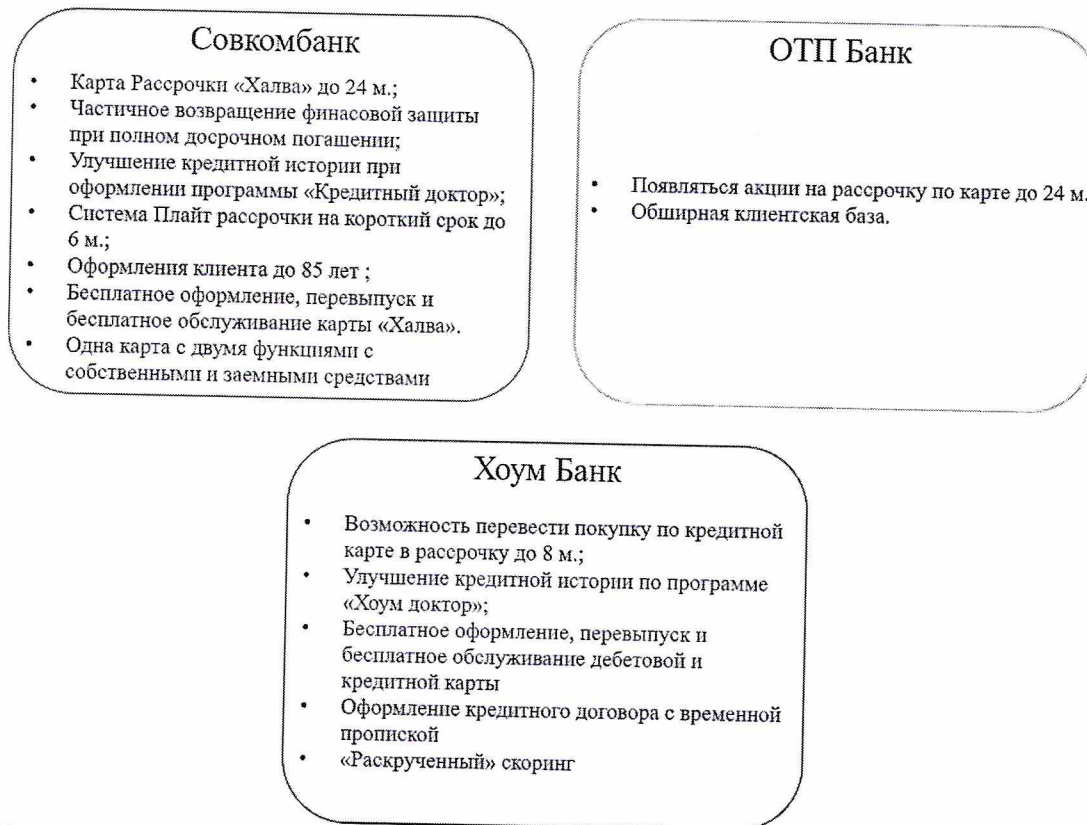 Совкомбанк
• Карта Рассрочки «Халва» до 24 м.;
• Частичное возвращение финасовой защиты
при полном досрочном погашении;
• Улучшение кредитной истории при
оформлении программы «Кредитный доктор»;
• Система Плайт рассрочки на короткий срок до
6 м.;
• Оформления клиента до 85 лет ;
• Бесплатное оформление, перевыпуск и
бесплатное обслуживание карты «Халва».
• Одна карта с двумя функциями с
собственными и заемными средствами
ОТП Банк
• Появляться акции на рассрочку по карте до 24 м.
• Обширная клиентская база.
Хоум Банк
• Возможность перевести покупку по кредитной
карте в рассрочку до 8 м.;
• Улучшение кредитной истории по программе
«Хоум доктор»;
• Бесплатное оформление, перевыпуск и
бесплатное обслуживание дебетовой и
кредитной карты
• Оформление кредитного договора с временной
пропиской
• «Раскрученный» скоринг